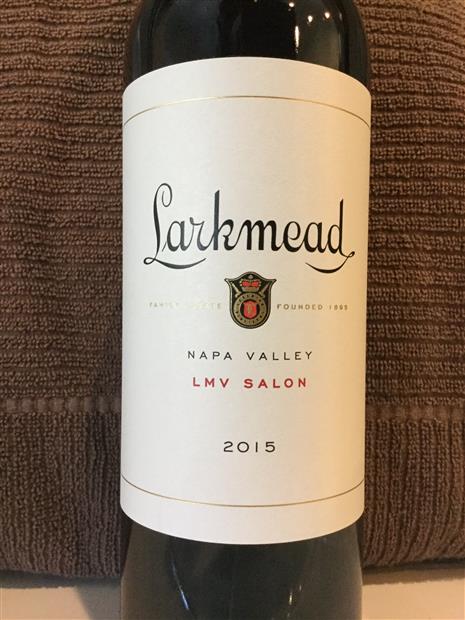 Larkmead
FAMILY ESTATE FOUNDED 1895
NAPA VALLEY
LMV SALON
2015